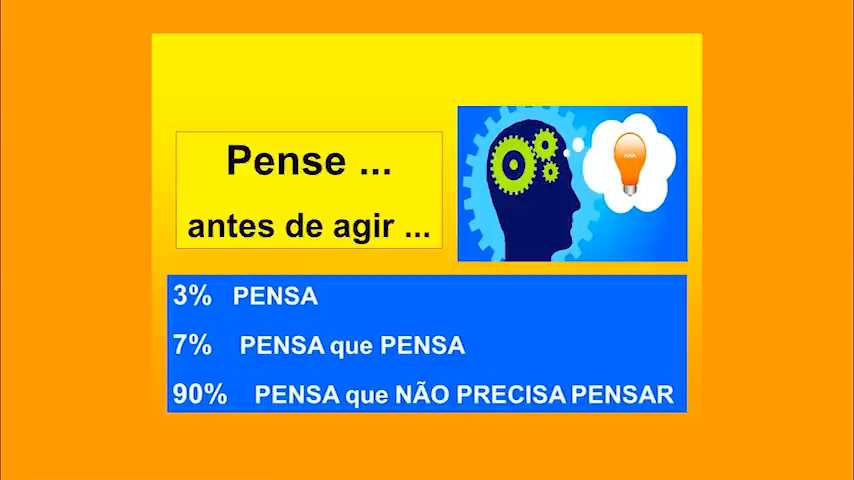 Pense ...
antes de agir ...
3% PENSA
7% PENSA que PENSA
90% PENSA que NÃO PRECISA PENSAR